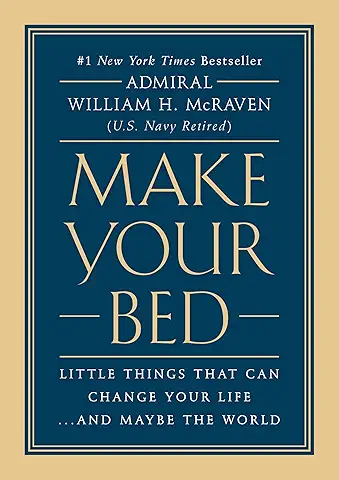 #1 New York Times Bestseller
ADMIRAL
WILLIAM H. McRAVEN
(U.S. Navy Retired)
MAKE
YOUR
BED
LITTLE THINGS THAT CAN
CHANGE YOUR LIFE
...AND MAYBE THE WORLD